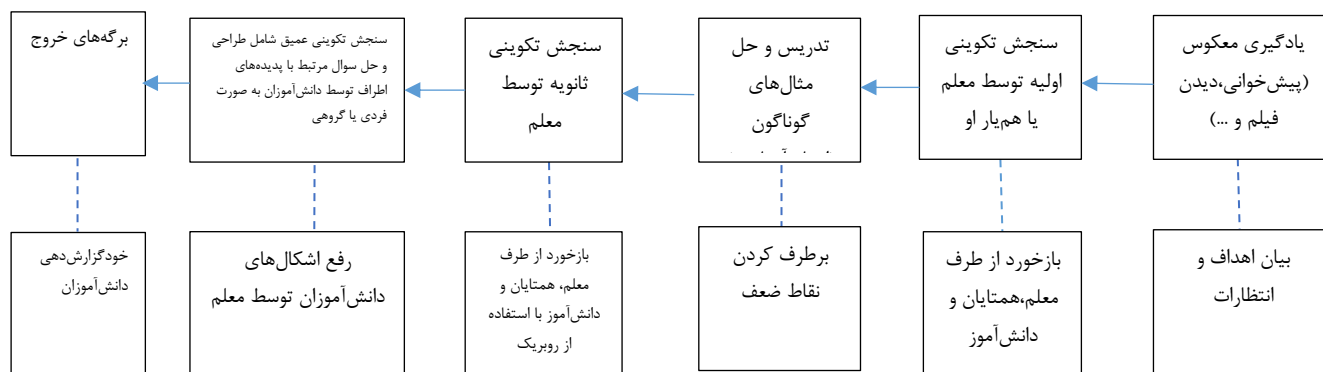 یادگیری معکوس
(پیش‌خوانی،دیدن
فیلم و ...)
سنجش تکوینی
اولیه توسط معلم
یا هم‌یار او
تدریس و حل
مثال‌های
گوناگون
سنجش تکوینی
ثانویه توسط
معلم
سنجش تکوینی عمیق شامل طراحی
و حل سوال مرتبط با پدیده‌های
اطراف توسط دانش‌آموزان به صورت
فردی یا گروهی
برگه‌های خروج
بیان اهداف و
انتظارات
بازخورد از طرف
معلم،همتایان و
دانش‌آموز
برطرف کردن
نقاط ضعف
بازخورد از طرف
معلم، همتایان و
دانش‌آموز با استفاده
از روبریک
رفع اشکال‌های
دانش‌آموزان توسط معلم
خودگزارش‌دهی
دانش‌آموزان